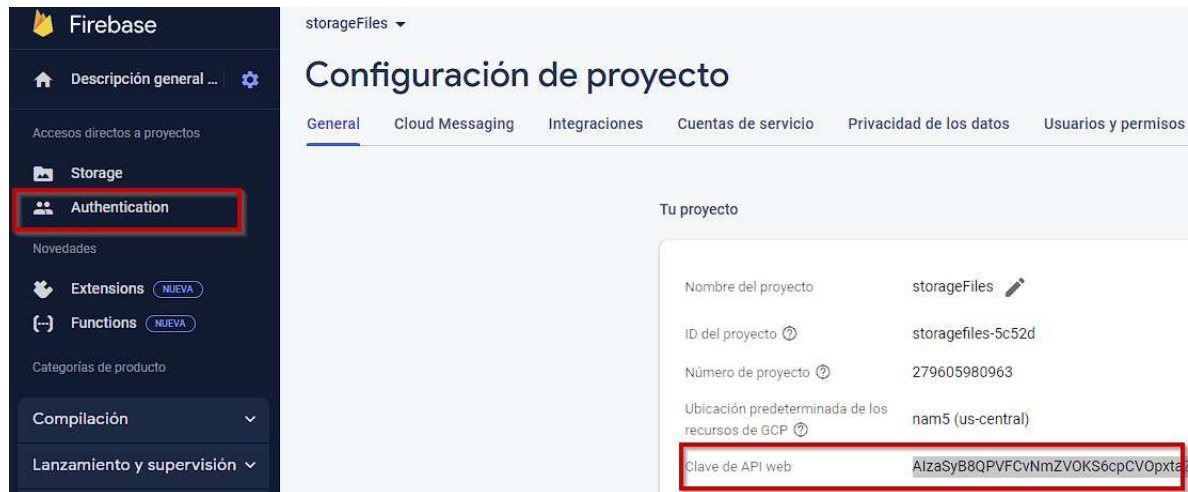 Firebase
Descripción general ...
Accesos directos a proyectos
Storage
Authentication
Novedades
Extensions NUEVA
Functions NUEVA
Categorías de producto
Compilación
Lanzamiento y supervisión
storageFiles
Configuración de proyecto
General Cloud Messaging Integraciones Cuentas de servicio Privacidad de los datos Usuarios y permisos
Tu proyecto
Nombre del proyecto storageFiles
ID del proyecto storagefiles-5c52d
Número de proyecto 279605980963
Ubicación predeterminada de los
recursos de GCP nam5 (us-central)
Clave de API web